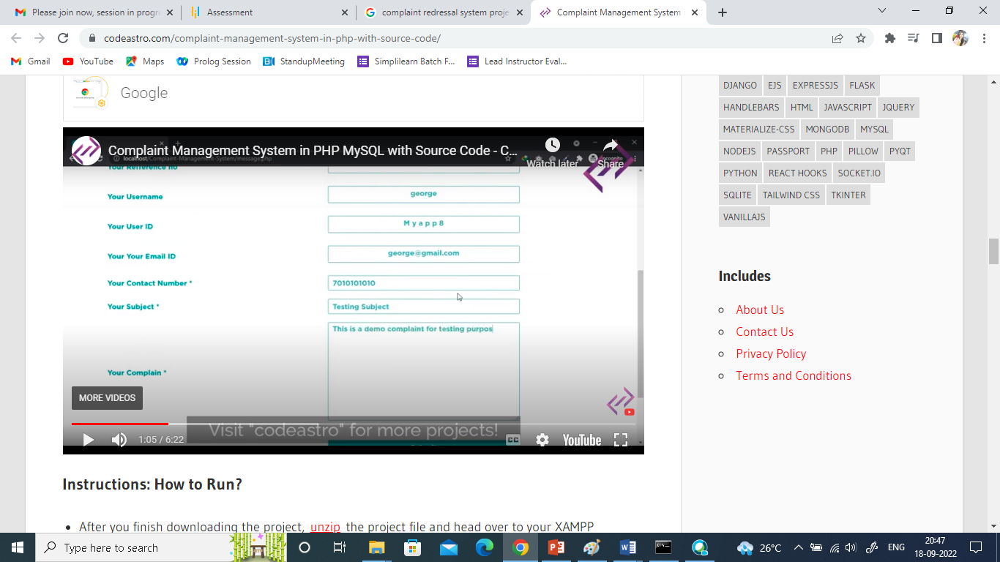 Please join now, session in progr
Assessment
complaint redressal system proje
Complaint Management System i
codeastro.com/complaint-management-system-in-php-with-source-code/
Gmail
YouTube
Maps
Prolog Session
StandupMeeting
Simplilearn Batch F...
Lead Instructor Eval...
Google
Complaint Management System in PHP MySQL with Source Code - C...
localhost/Complaint-Management-System/message.php
Watch later
Share
Your Refference no
Your Username
george
Your User ID
M y a p p 8
Your Your Email ID
george@gmail.com
Your Contact Number *
7010101010
Your Subject *
Testing Subject
This is a demo complaint for testing purpos
Your Complain *
MORE VIDEOS
Visit "codeastro" for more projects!
1:05 / 6:22
CC
YouTube
Instructions: How to Run?
After you finish downloading the project, unzip the project file and head over to your XAMPP
DJANGO EJS EXPRESSJS FLASK
HANDLEBARS HTML JAVASCRIPT JQUERY
MATERIALIZE-CSS MONGODB MYSQL
NODEJS PASSPORT PHP PILLOW PYQT
PYTHON REACT HOOKS SOCKET.IO
SQLITE TAILWIND CSS TKINTER
VANILLAJS
Includes
About Us
Contact Us
Privacy Policy
Terms and Conditions
Type here to search
26°C
ENG
20:47
18-09-2022